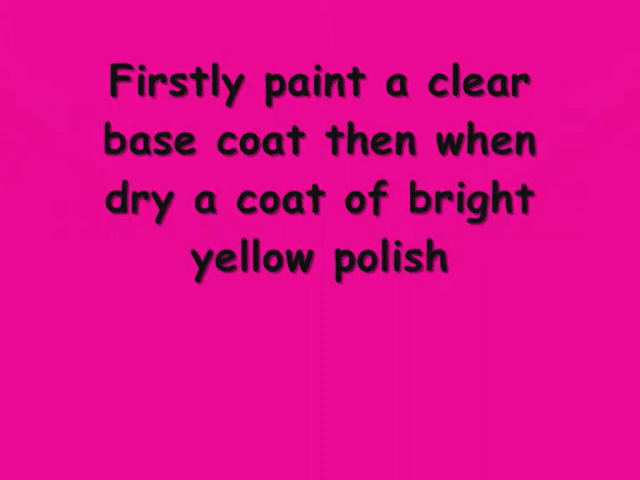 Firstly paint a clear
base coat then when
dry a coat of bright
yellow polish